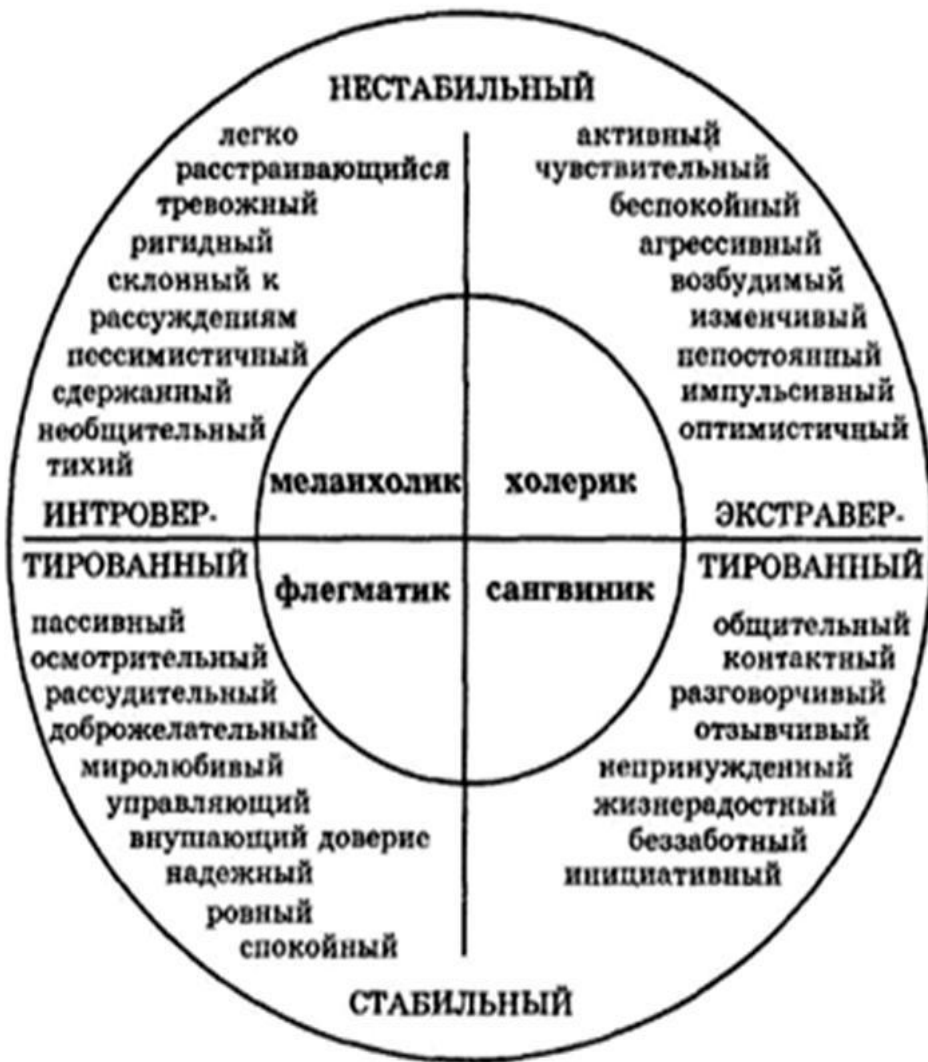 НЕСТАБИЛЬНЫЙ
легко
расстраивающийся
тревожный
ригидный
склонный к
рассуждениям
пессимистичный
сдержанный
необщительный
тихий
активный
чувствительный
беспокойный
агрессивный
возбудимый
изменчивый
непостоянный
импульсивный
оптимистичный
меланхолик
холерик
ИНТРОВЕР-
ТИРОВАННЫЙ
ЭКСТРАВЕР-
ТИРОВАННЫЙ
флегматик
сангвиник
пассивный
осмотрительный
рассудительный
доброжелательный
миролюбивый
управляющий
внушающий доверие
надежный
ровный
спокойный
общительный
контактный
разговорчивый
отзывчивый
непринужденный
жизнерадостный
беззаботный
инициативный
СТАБИЛЬНЫЙ